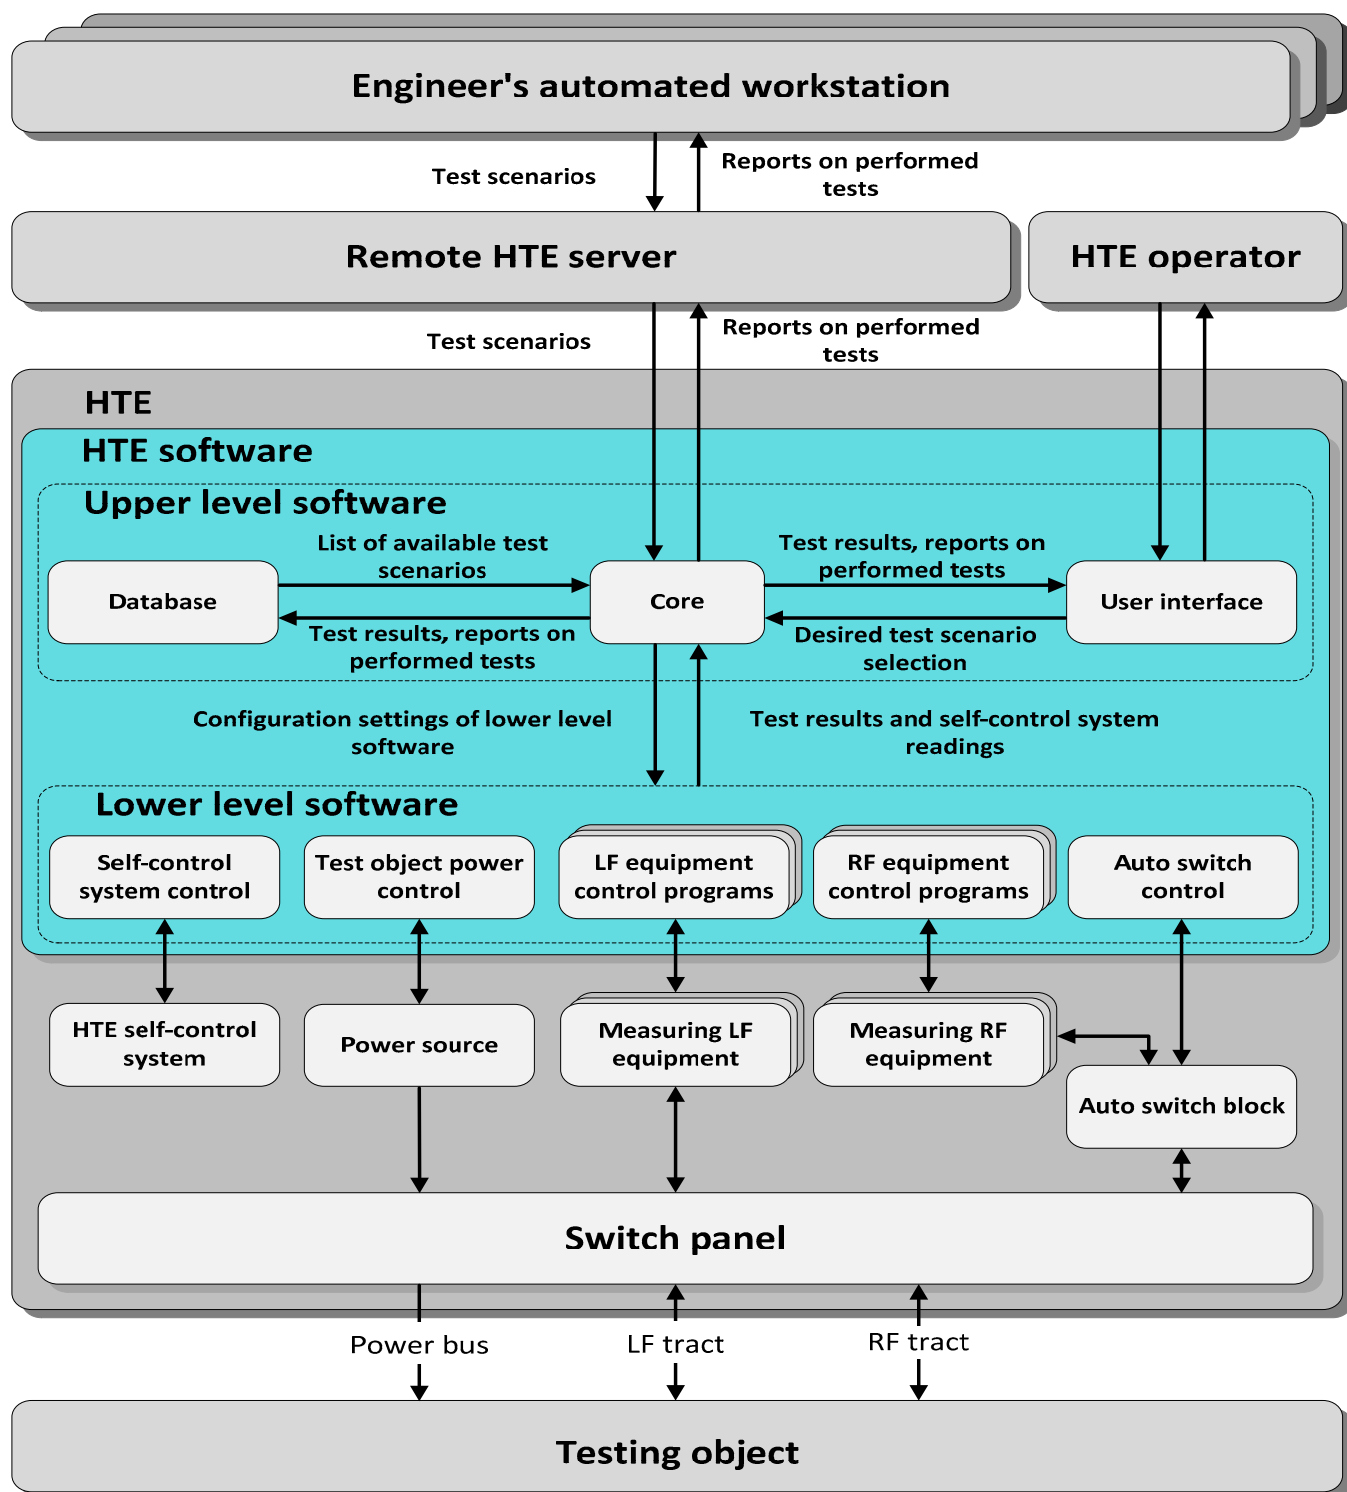 Engineer's automated workstation
Test scenarios
Reports on performed
tests
Remote HTE server
HTE operator
Test scenarios
Reports on performed
tests
HTE
HTE software
Upper level software
List of available test
scenarios
Test results, reports on
performed tests
Database
Core
User interface
Test results, reports on
performed tests
Desired test scenario
selection
Configuration settings of lower level
software
Test results and self-control system
readings
Lower level software
Self-control
system control
Test object power
control
LF equipment
control programs
RF equipment
control programs
Auto switch
control
HTE self-control
system
Power source
Measuring LF
equipment
Measuring RF
equipment
Auto switch block
Switch panel
Power bus
LF tract
RF tract
Testing object